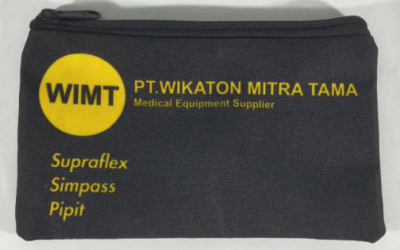 WIMT
PT.WIKATON MITRA TAMA
Medical Equipment Supplier
Supraflex
Simpass
Pipit